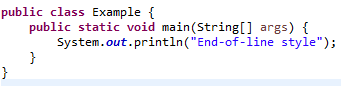 public class Example {
    public static void main(String[] args) {
        System.out.println("End-of-line style");
    }
}